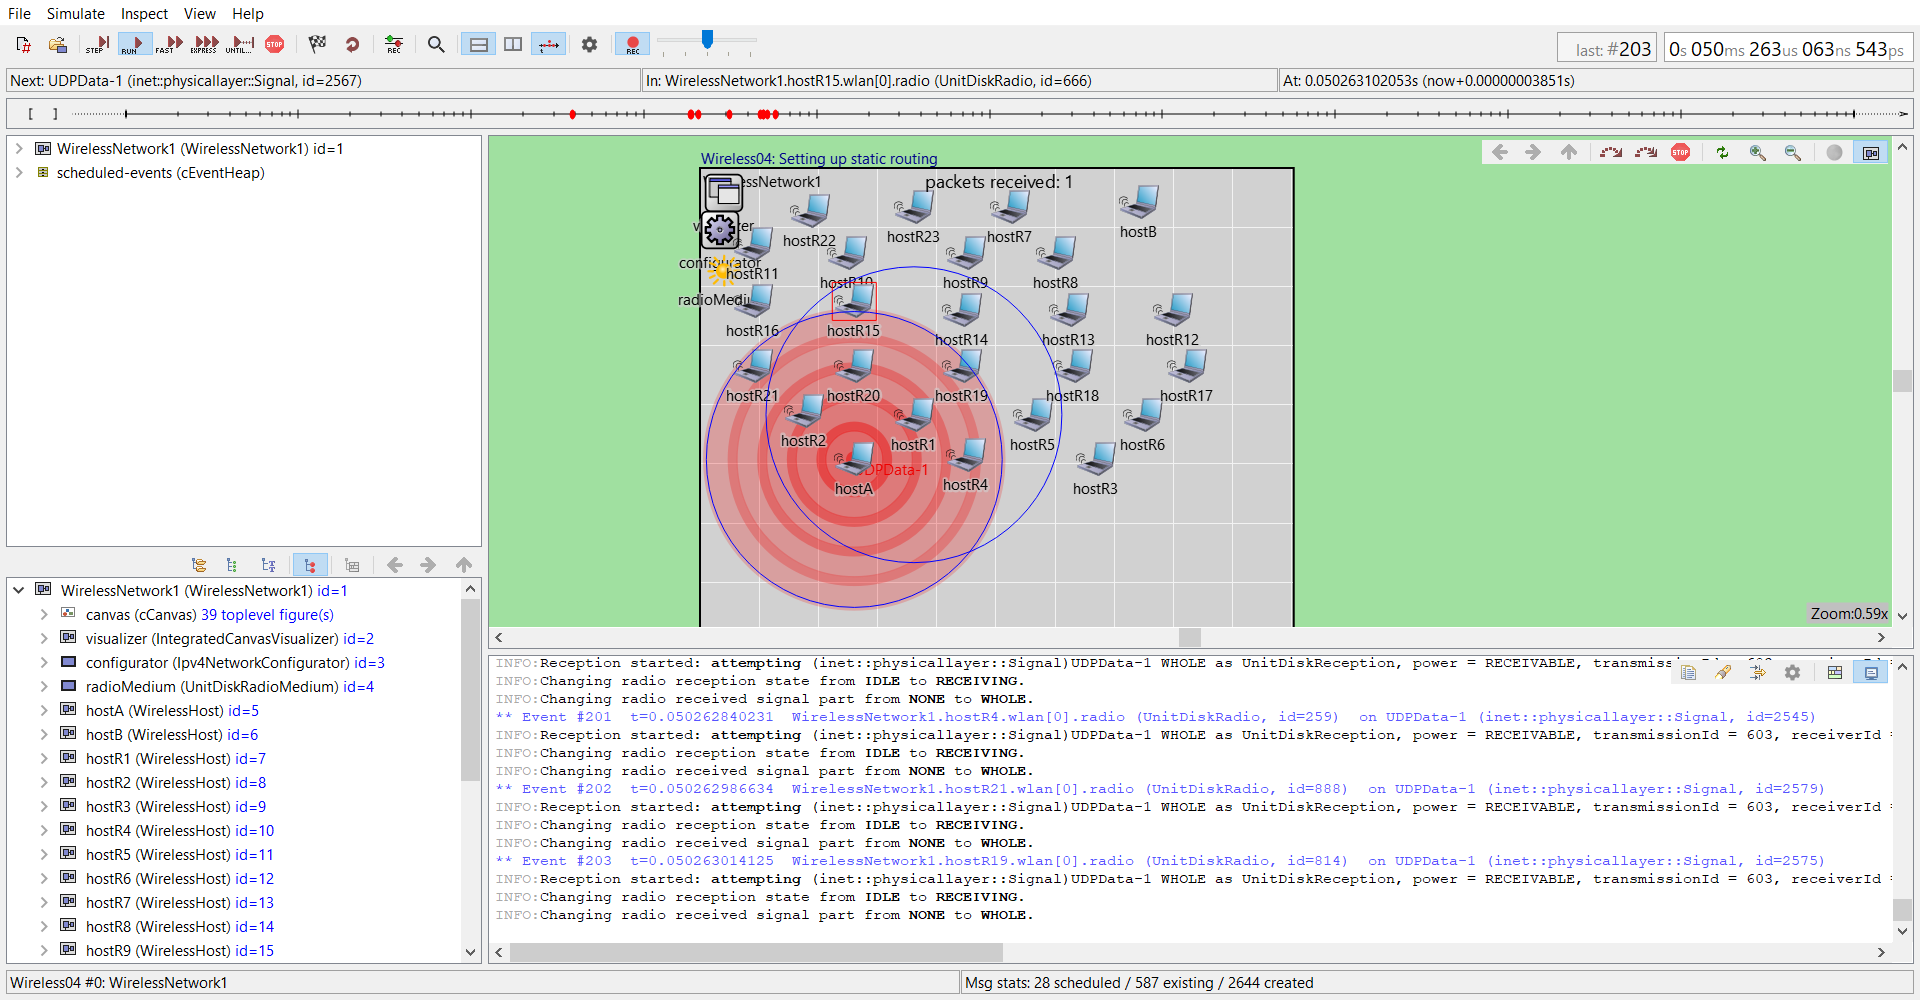 File Simulate Inspect View Help
STEP RUN FAST EXPRESS UNTIL... STOP REC REC
last: #203 0s 050ms 263us 063ns 543ps
Next: UDPData-1 (inet::physicallayer::Signal, id=2567) In: WirelessNetwork1.hostR15.wlan[0].radio (UnitDiskRadio, id=666) At: 0.050263102053s (now+0.00000003851s)
[ ]
WirelessNetwork1 (WirelessNetwork1) id=1
scheduled-events (cEventHeap)
WirelessNetwork1 (WirelessNetwork1) id=1
canvas (cCanvas) 39 toplevel figure(s)
visualizer (IntegratedCanvasVisualizer) id=2
configurator (Ipv4NetworkConfigurator) id=3
radioMedium (UnitDiskRadioMedium) id=4
hostA (WirelessHost) id=5
hostB (WirelessHost) id=6
hostR1 (WirelessHost) id=7
hostR2 (WirelessHost) id=8
hostR3 (WirelessHost) id=9
hostR4 (WirelessHost) id=10
hostR5 (WirelessHost) id=11
hostR6 (WirelessHost) id=12
hostR7 (WirelessHost) id=13
hostR8 (WirelessHost) id=14
hostR9 (WirelessHost) id=15
Wireless04: Setting up static routing
STOP
packets received: 1
hostR22 hostR23 hostR7 hostB
configurator
hostR11 hostR10 hostR9 hostR8
hostR16 hostR15 hostR14 hostR13 hostR12
hostR21 hostR20 hostR19 hostR18 hostR17
hostR2 hostR1 hostR5 hostR6
hostA hostR4 hostR3
Zoom:0.59x
INFO:Reception started: attempting (inet::physicallayer::Signal)UDPData-1 WHOLE as UnitDiskReception, power = RECEIVABLE,
INFO:Changing radio reception state from IDLE to RECEIVING.
INFO:Changing radio received signal part from NONE to WHOLE.
** Event #201 t=0.050262840231 WirelessNetwork1.hostR4.wlan[0].radio (UnitDiskRadio, id=259) on UDPData-1 (inet::physicallayer::Signal, id=2545)
INFO:Reception started: attempting (inet::physicallayer::Signal)UDPData-1 WHOLE as UnitDiskReception, power = RECEIVABLE, transmissionId = 603, receiverId =
INFO:Changing radio reception state from IDLE to RECEIVING.
INFO:Changing radio received signal part from NONE to WHOLE.
** Event #202 t=0.050262986634 WirelessNetwork1.hostR21.wlan[0].radio (UnitDiskRadio, id=888) on UDPData-1 (inet::physicallayer::Signal, id=2579)
INFO:Reception started: attempting (inet::physicallayer::Signal)UDPData-1 WHOLE as UnitDiskReception, power = RECEIVABLE, transmissionId = 603, receiverId =
INFO:Changing radio reception state from IDLE to RECEIVING.
INFO:Changing radio received signal part from NONE to WHOLE.
** Event #203 t=0.050263014125 WirelessNetwork1.hostR19.wlan[0].radio (UnitDiskRadio, id=814) on UDPData-1 (inet::physicallayer::Signal, id=2575)
INFO:Reception started: attempting (inet::physicallayer::Signal)UDPData-1 WHOLE as UnitDiskReception, power = RECEIVABLE, transmissionId = 603, receiverId =
INFO:Changing radio reception state from IDLE to RECEIVING.
INFO:Changing radio received signal part from NONE to WHOLE.
Wireless04 #0: WirelessNetwork1 Msg stats: 28 scheduled / 587 existing / 2644 created